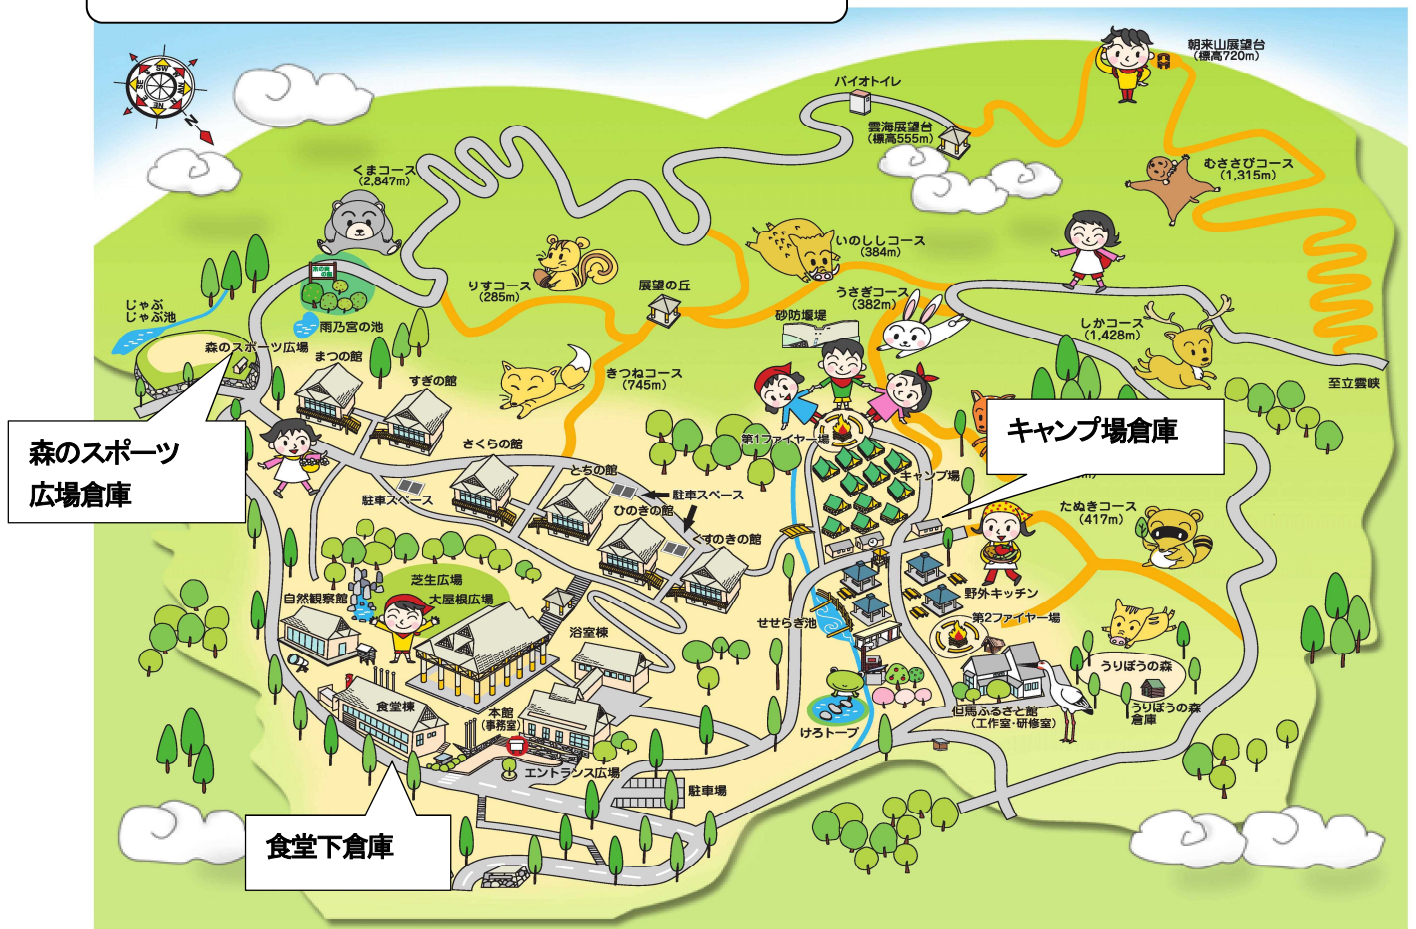 朝来山展望台
(標高720m)
バイオトイレ
雲海展望台
(標高555m)
むささびコース
(1,315m)
くまコース
(2,847m)
いのししコース
(384m)
りすコース
(285m)
展望の丘
うさぎコース
(382m)
砂防堰堤
しかコース
(1,428m)
じゃぶ
じゃぶ池
木の実
の館
雨乃宮の池
森のスポーツ広場
まつの館
すぎの館
きつねコース
(745m)
至立雲峡
森のスポーツ
広場倉庫
キャンプ場倉庫
第1ファイヤー場
さくらの館
とちの館
キャンプ場
駐車スペース
駐車スペース
ひのきの館
くすのきの館
たぬきコース
(417m)
芝生広場
大屋根広場
自然観察館
野外キッチン
せせらぎ池
第2ファイヤー場
浴室棟
うりぼうの森
食堂棟
本館
(事務室)
但馬ふるさと館
(工作室・研修室)
うりぼうの森
倉庫
けろトープ
エントランス広場
駐車場
食堂下倉庫
SW
SE
NW
NE
N